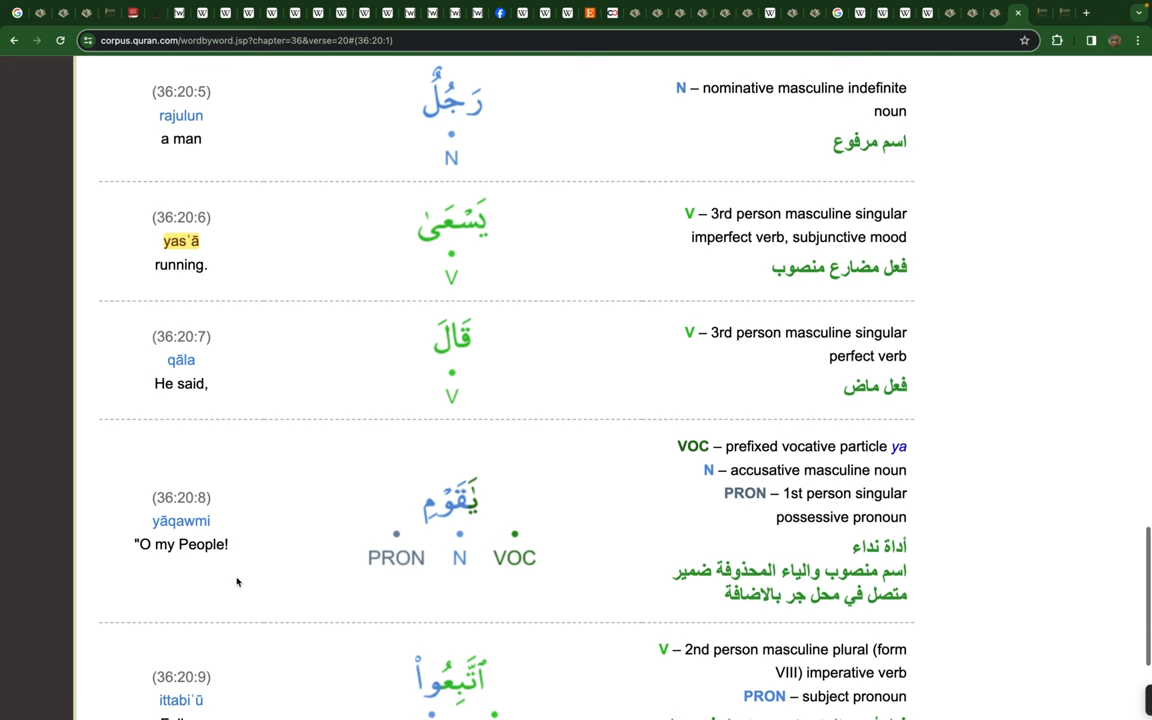 corpus.quran.com/wordbyword.jsp?chapter=36&verse=20#(36:20:1)
(36:20:5)
rajulun
a man
رَجُلٌ
N
N – nominative masculine indefinite
noun
اسم مرفوع
(36:20:6)
yasʿā
running.
يَسْعَىٰ
V
V – 3rd person masculine singular
imperfect verb, subjunctive mood
فعل مضارع منصوب
(36:20:7)
qāla
He said,
قَالَ
V
V – 3rd person masculine singular
perfect verb
فعل ماض
(36:20:8)
yāqawmi
"O my People!
يَٰقَوْمِ
PRON N VOC
VOC – prefixed vocative particle ya
N – accusative masculine noun
PRON – 1st person singular
possessive pronoun
أداة نداء
اسم منصوب والياء المحذوفة ضمير
متصل في محل جر بالاضافة
(36:20:9)
ittabiʿū
ٱتَّبِعُوا۟
V – 2nd person masculine plural (form
VIII) imperative verb
PRON – subject pronoun